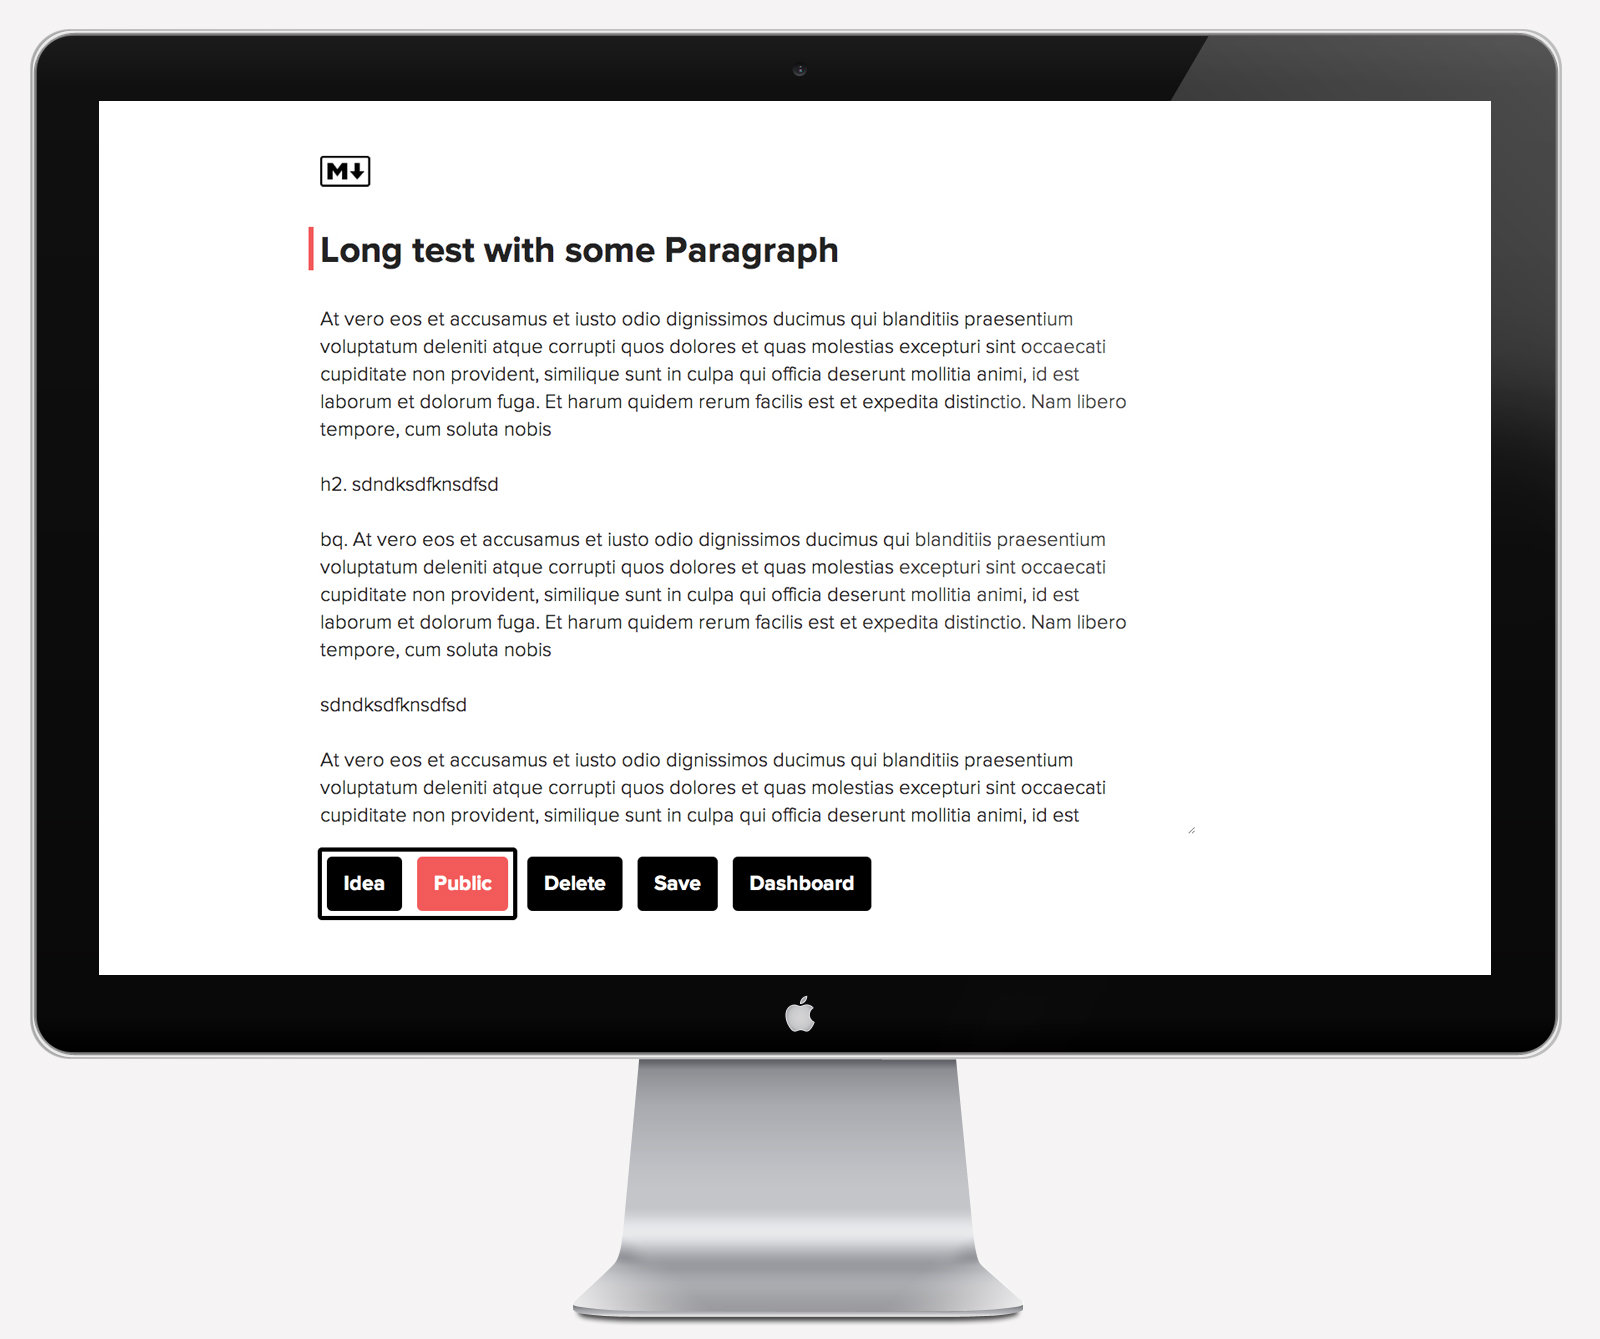 M
Long test with some Paragraph
At vero eos et accusamus et iusto odio dignissimos ducimus qui blanditiis praesentium
voluptatum deleniti atque corrupti quos dolores et quas molestias excepturi sint occaecati
cupiditate non provident, similique sunt in culpa qui officia deserunt mollitia animi, id est
laborum et dolorum fuga. Et harum quidem rerum facilis est et expedita distinctio. Nam libero
tempore, cum soluta nobis
h2. sdndksdfknsdfsd
bq. At vero eos et accusamus et iusto odio dignissimos ducimus qui blanditiis praesentium
voluptatum deleniti atque corrupti quos dolores et quas molestias excepturi sint occaecati
cupiditate non provident, similique sunt in culpa qui officia deserunt mollitia animi, id est
laborum et dolorum fuga. Et harum quidem rerum facilis est et expedita distinctio. Nam libero
tempore, cum soluta nobis
sdndksdfknsdfsd
At vero eos et accusamus et iusto odio dignissimos ducimus qui blanditiis praesentium
voluptatum deleniti atque corrupti quos dolores et quas molestias excepturi sint occaecati
cupiditate non provident, similique sunt in culpa qui officia deserunt mollitia animi, id est
Idea Public Delete Save Dashboard